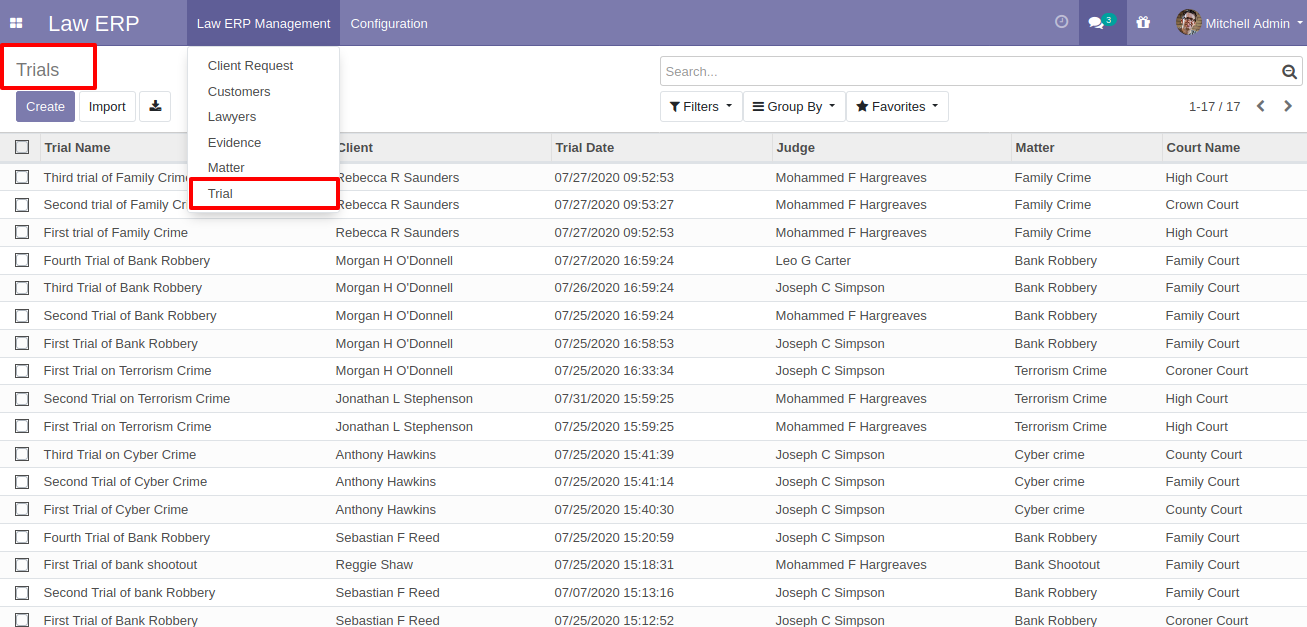 Law ERP Law ERP Management Configuration 3 Mitchell Admin
Trials
Search...
Create Import Filters Group By Favorites 1-17 / 17
Client Request
Customers
Lawyers
Evidence
Matter
Trial
Trial Name Client Trial Date Judge Matter Court Name
Third trial of Family Crime Rebecca R Saunders 07/27/2020 09:52:53 Mohammed F Hargreaves Family Crime High Court
Second trial of Family Cr Rebecca R Saunders 07/26/2020 09:53:27 Mohammed F Hargreaves Family Crime Crown Court
First trial of Family Crime Rebecca R Saunders 07/27/2020 09:52:53 Mohammed F Hargreaves Family Crime High Court
Fourth Trial of Bank Robbery Morgan H O'Donnell 07/27/2020 16:59:24 Leo G Carter Bank Robbery Family Court
Third Trial of Bank Robbery Morgan H O'Donnell 07/26/2020 16:59:24 Joseph C Simpson Bank Robbery Family Court
Second Trial of Bank Robbery Morgan H O'Donnell 07/25/2020 16:59:24 Mohammed F Hargreaves Bank Robbery Family Court
First Trial of Bank Robbery Morgan H O'Donnell 07/25/2020 16:58:53 Joseph C Simpson Bank Robbery Family Court
First Trial on Terrorism Crime Morgan H O'Donnell 07/25/2020 16:33:34 Joseph C Simpson Terrorism Crime Coroner Court
Second Trial on Terrorism Crime Jonathan L Stephenson 07/31/2020 15:59:25 Mohammed F Hargreaves Terrorism Crime High Court
First Trial on Terrorism Crime Jonathan L Stephenson 07/25/2020 15:59:25 Mohammed F Hargreaves Terrorism Crime High Court
Third Trial on Cyber Crime Anthony Hawkins 07/25/2020 15:41:39 Joseph C Simpson Cyber crime County Court
Second Trial of Cyber Crime Anthony Hawkins 07/25/2020 15:41:14 Joseph C Simpson Cyber crime Family Court
First Trial of Cyber Crime Anthony Hawkins 07/25/2020 15:40:30 Joseph C Simpson Cyber crime County Court
Fourth Trial of Bank Robbery Sebastian F Reed 07/25/2020 15:20:59 Joseph C Simpson Bank Robbery Family Court
First Trial of bank shootout Reggie Shaw 07/25/2020 15:18:31 Mohammed F Hargreaves Bank Shootout Family Court
Second Trial of bank Robbery Sebastian F Reed 07/07/2020 15:13:16 Joseph C Simpson Bank Robbery Family Court
First Trial of Bank Robbery Sebastian F Reed 07/25/2020 15:12:52 Joseph C Simpson Bank Robbery Coroner Court